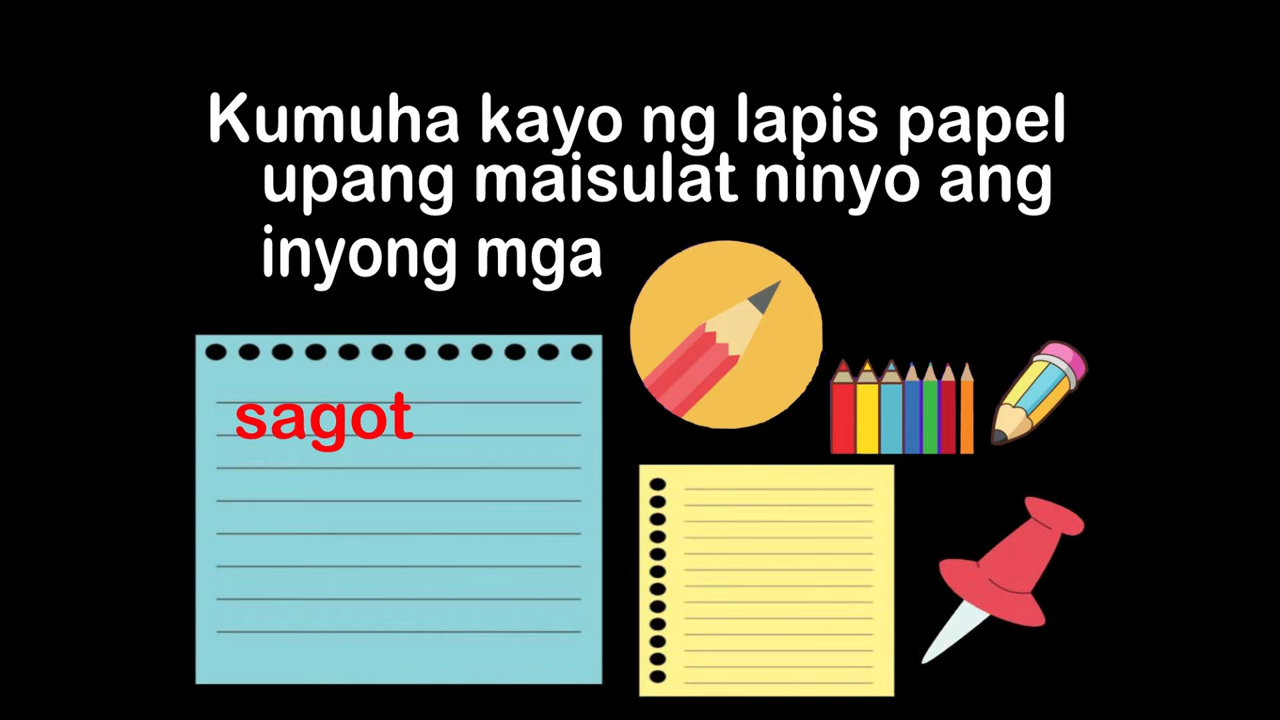 Kumuha kayo ng lapis papel
upang maisulat ninyo ang
inyong mga
sagot